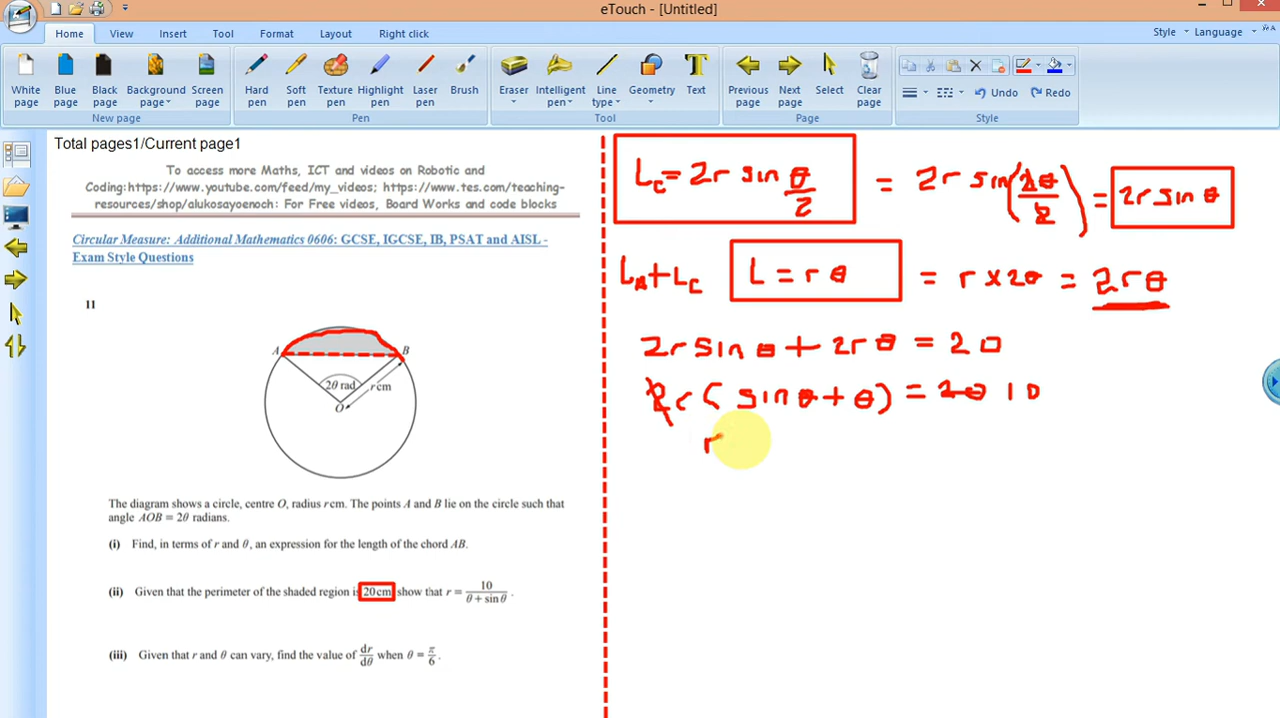 eTouch - [Untitled]
Home View Insert Tool Format Layout Right click Style Language
White page Blue page Black page Background page Screen page Hard pen Soft pen Texture pen Highlight pen Laser pen Brush Eraser Intelligent pen Line type Geometry Text Previous page Next page Select Clear page Undo Redo
New page Pen Tool Page Style
Total pages1/Current page1
To access more Maths, ICT and videos on Robotic and
Coding:https://www.youtube.com/feed/my_videos; https://www.tes.com/teaching-
resources/shop/alukosayoenoch: For Free videos, Board Works and code blocks
Circular Measure: Additional Mathematics 0606: GCSE, IGCSE, IB, PSAT and AISL -
Exam Style Questions
11
A B
2θ rad r cm
O
The diagram shows a circle, centre O, radius r cm. The points A and B lie on the circle such that
angle AOB = 2θ radians.
(i) Find, in terms of r and θ, an expression for the length of the chord AB.
(ii) Given that the perimeter of the shaded region is 20 cm, show that r = 10/(θ + sin θ).
(iii) Given that r and θ can vary, find the value of dr/dθ when θ = π/6.
Lc = 2r sin θ/2 = 2r sin(2θ/2) = 2r sin θ
LA + LC L = r θ = r × 2θ = 2rθ
2r sin θ + 2rθ = 20
2r ( sin θ + θ ) = 20 10
r